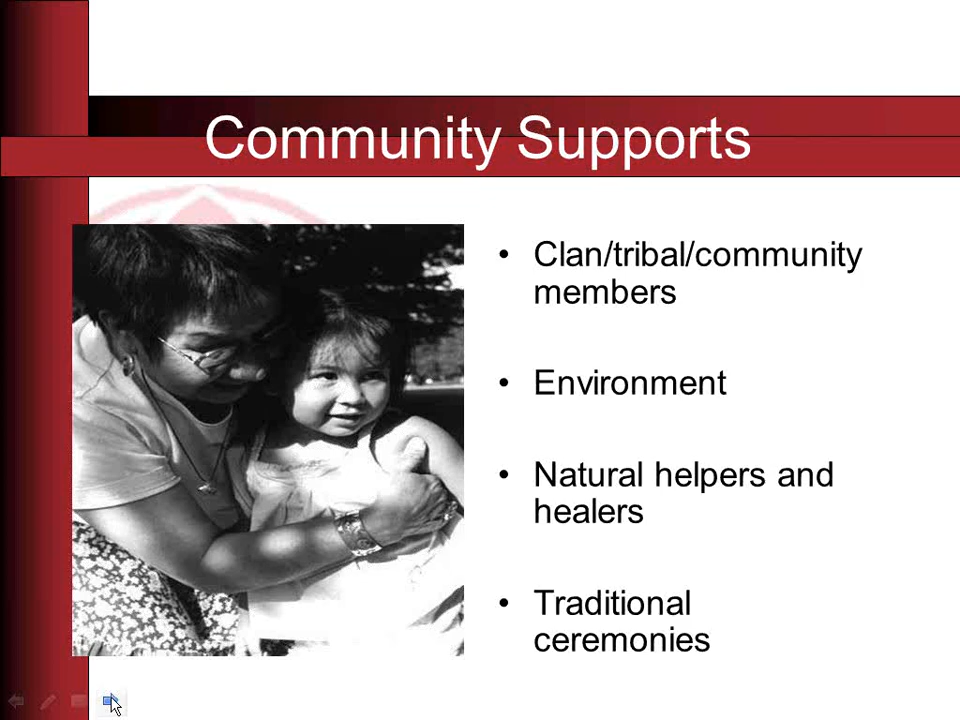 Community Supports
• Clan/tribal/community
members
• Environment
• Natural helpers and
healers
• Traditional
ceremonies